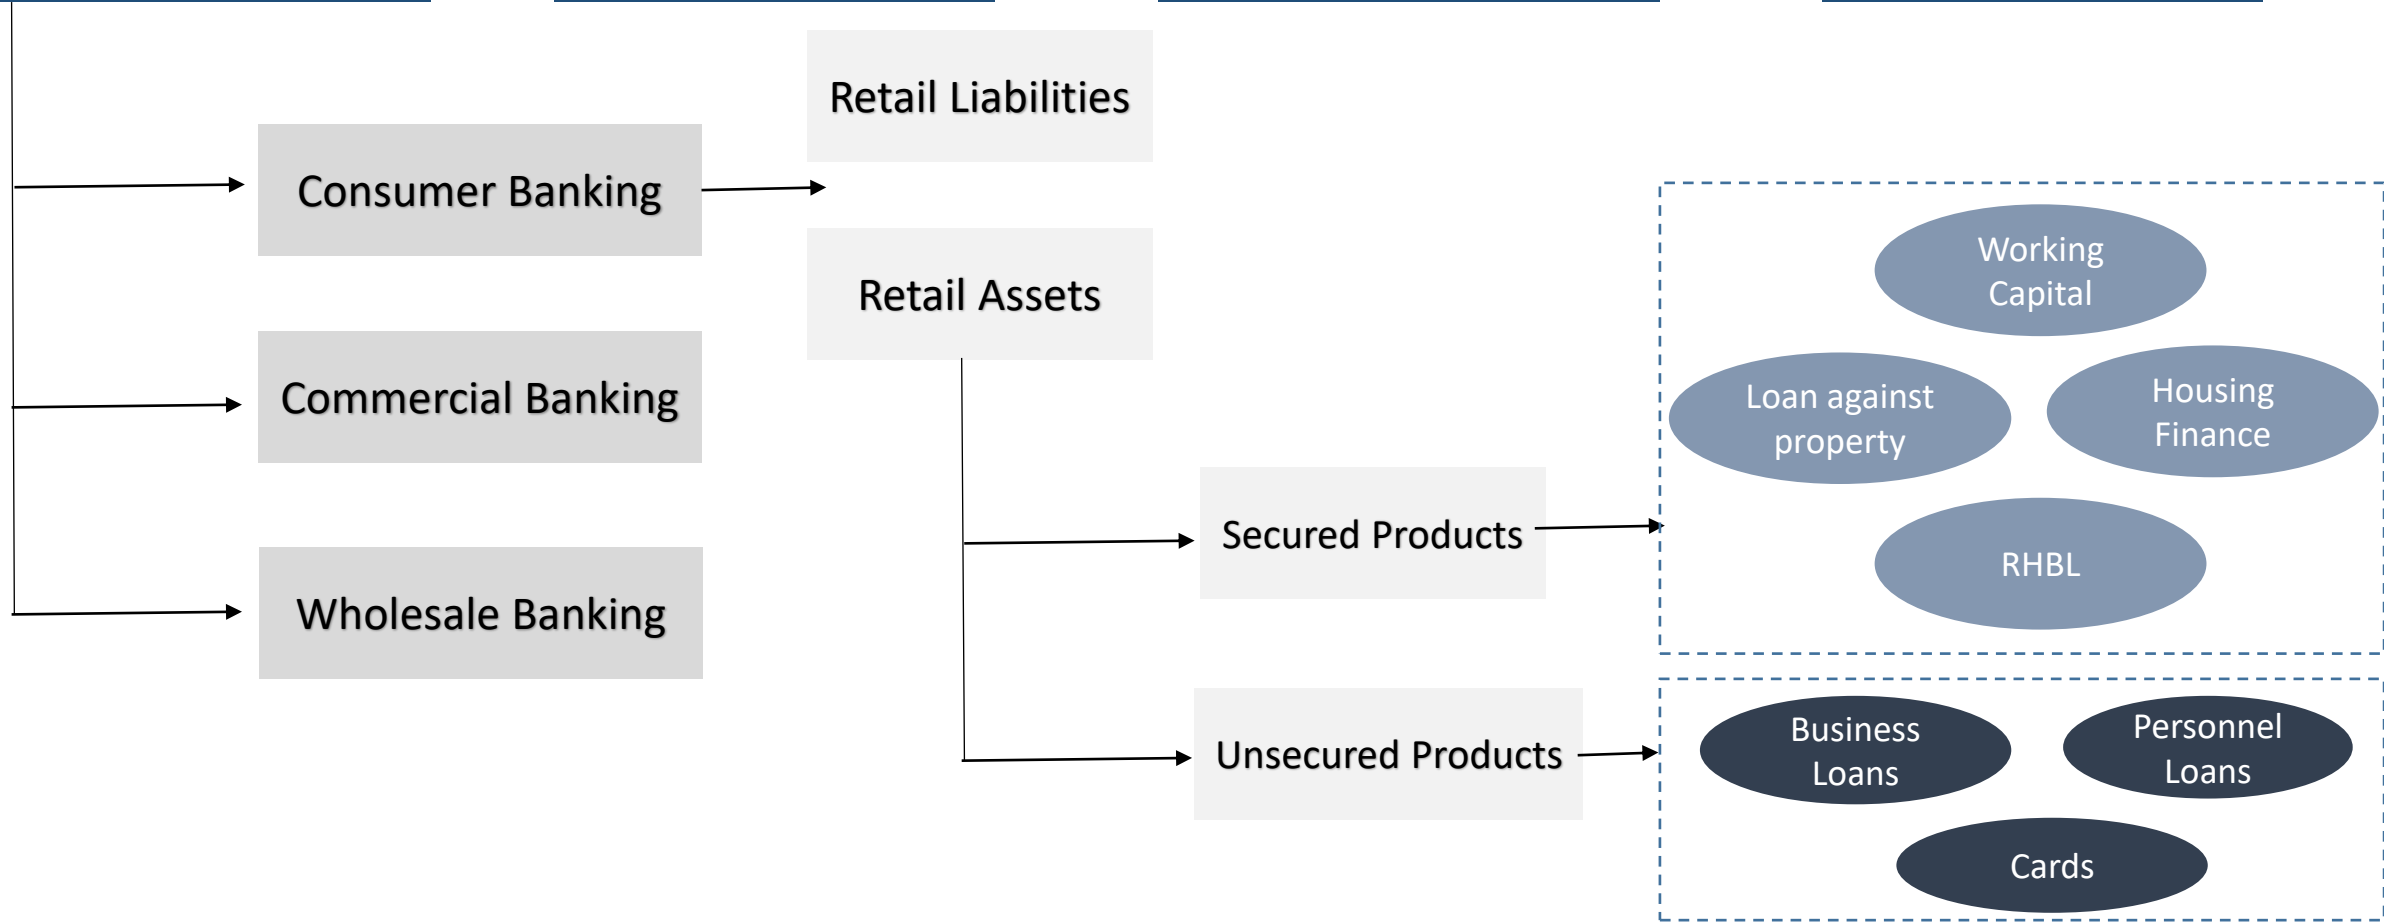 Retail Liabilities
Consumer Banking
Retail Assets
Commercial Banking
Wholesale Banking
Secured Products
Unsecured Products
Working
Capital
Loan against
property
Housing
Finance
RHBL
Business
Loans
Personnel
Loans
Cards